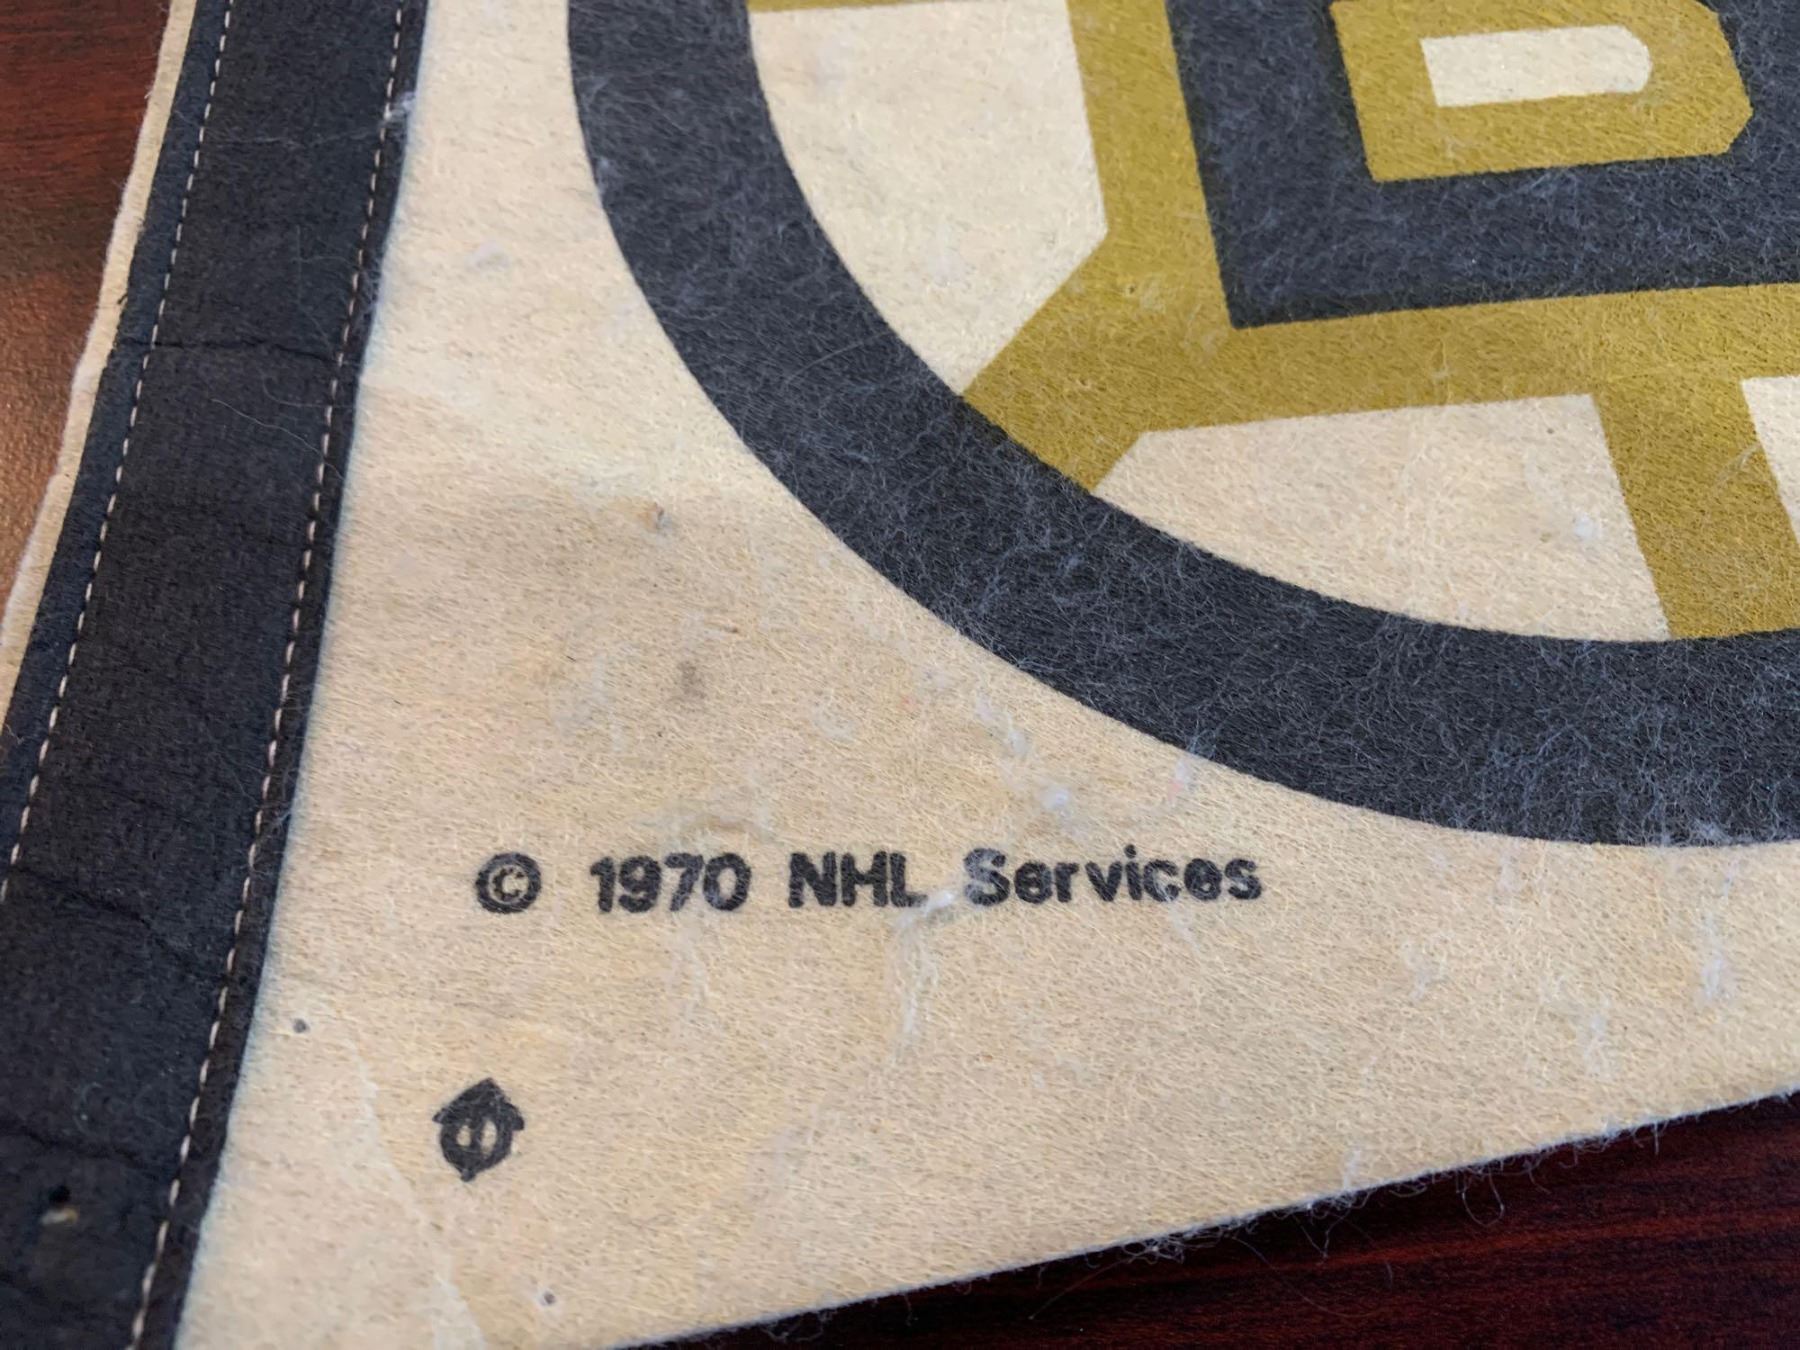 B
© 1970 NHL Services